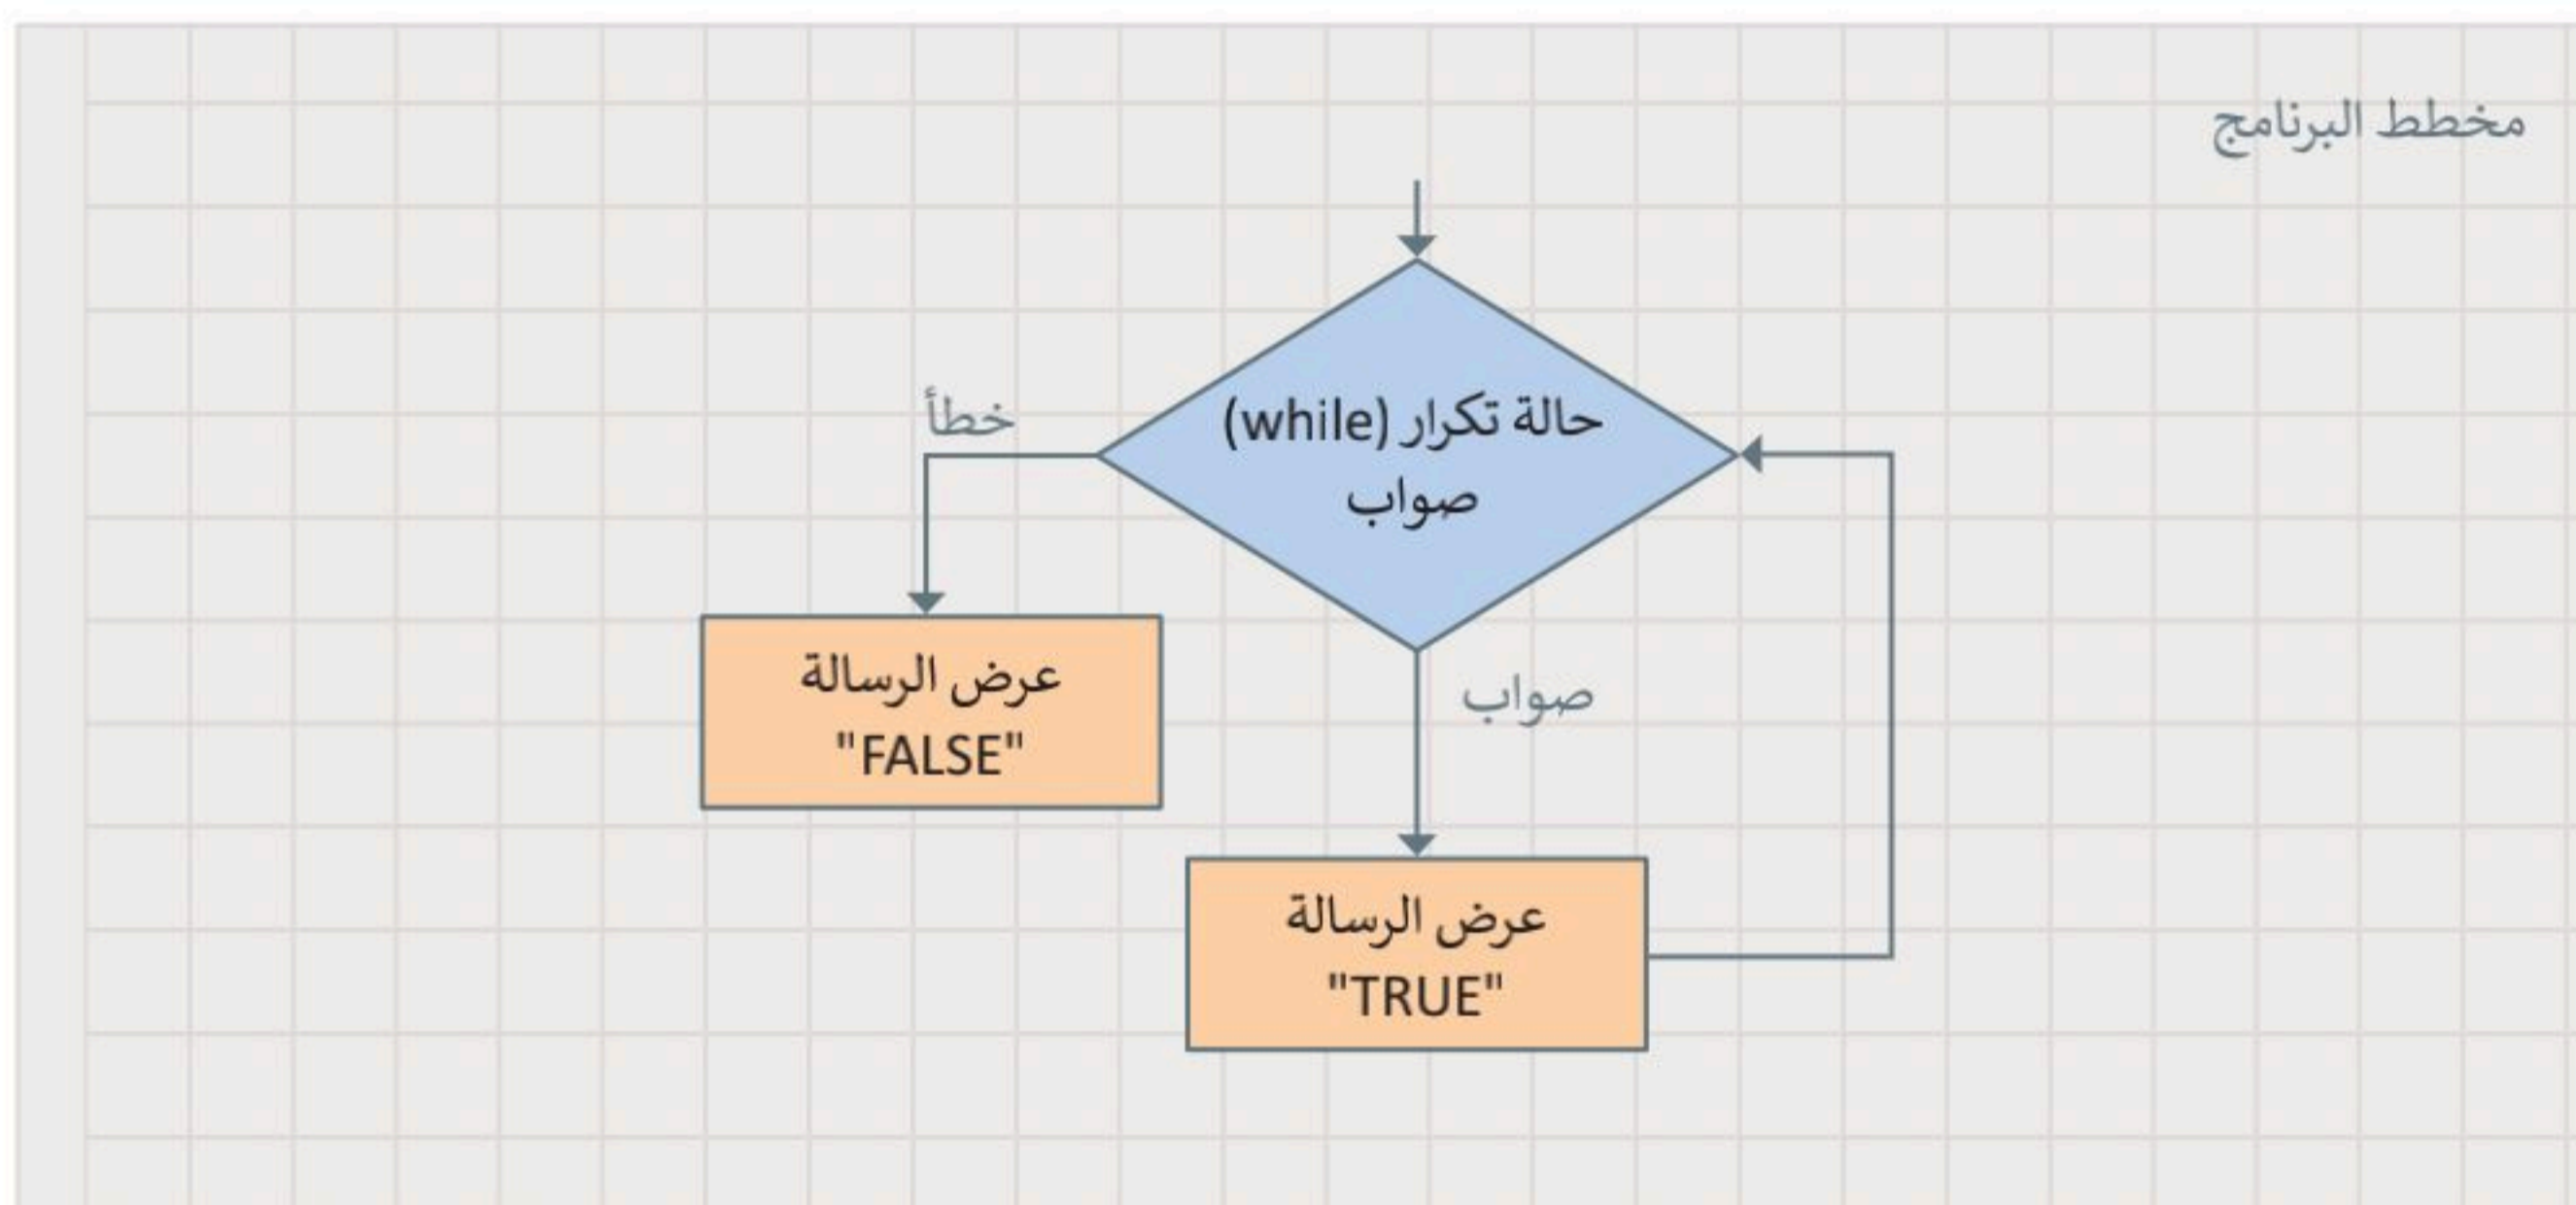 مخطط البرنامج
حالة تكرار (while)
صواب
خطأ
عرض الرسالة
"FALSE"
صواب
عرض الرسالة
"TRUE"